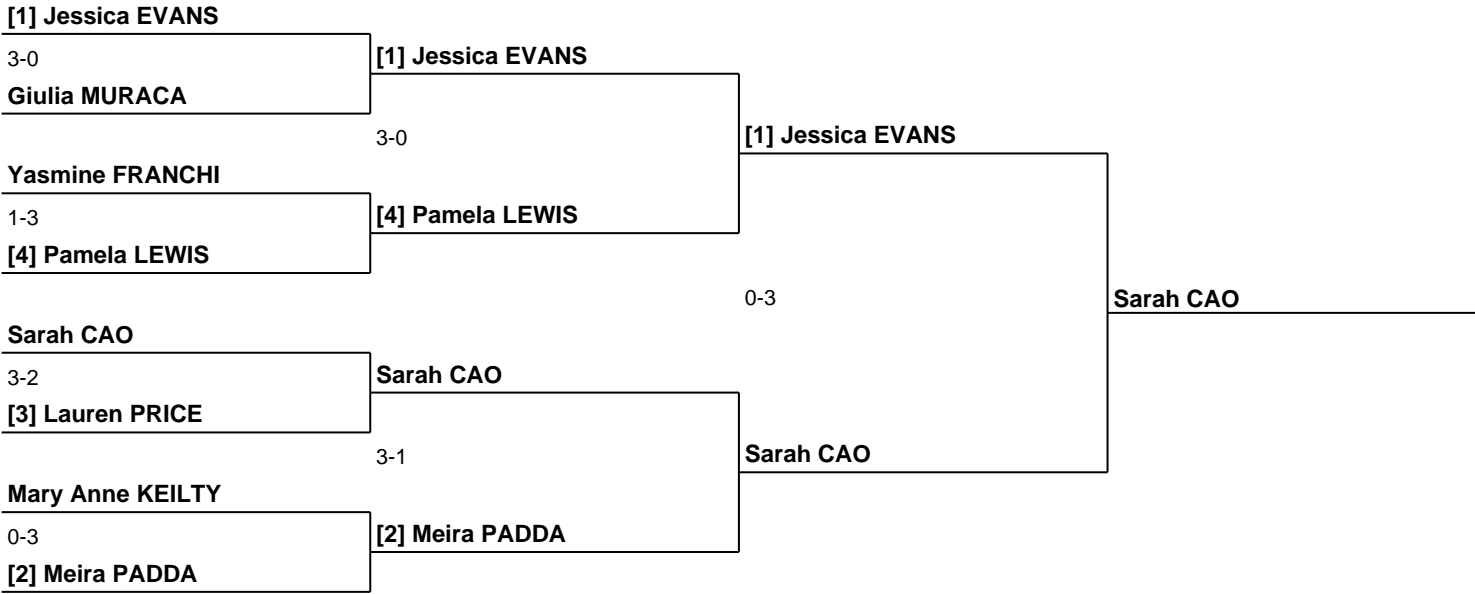 [1] Jessica EVANS
3-0
Giulia MURACA
Yasmine FRANCHI
1-3
[4] Pamela LEWIS
Sarah CAO
3-2
[3] Lauren PRICE
Mary Anne KEILTY
0-3
[2] Meira PADDA
[1] Jessica EVANS
3-0
[4] Pamela LEWIS
Sarah CAO
3-1
[2] Meira PADDA
[1] Jessica EVANS
0-3
Sarah CAO
Sarah CAO